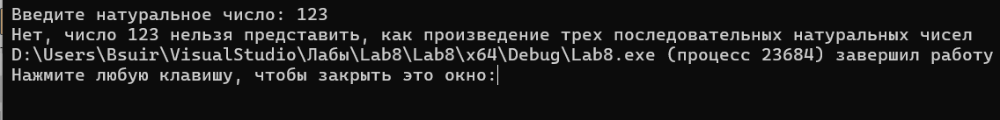 Введите натуральное число: 123
Нет, число 123 нельзя представить, как произведение трех последовательных натуральных чисел
D:\Users\Bsuir\VisualStudio\Лабы\Lab8\Lab8\x64\Debug\Lab8.exe (процесс 23684) завершил работу
Нажмите любую клавишу, чтобы закрыть это окно: